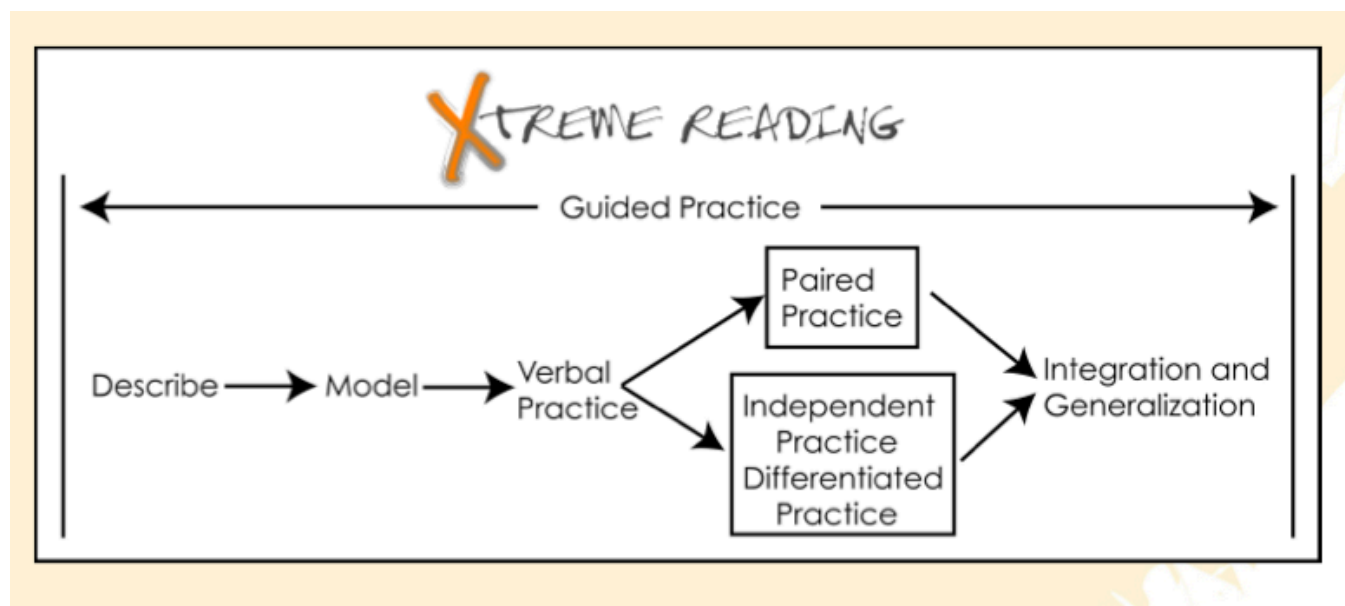 XTREME READING
Guided Practice
Describe
Model
Verbal
Practice
Paired
Practice
Independent
Practice
Differentiated
Practice
Integration and
Generalization